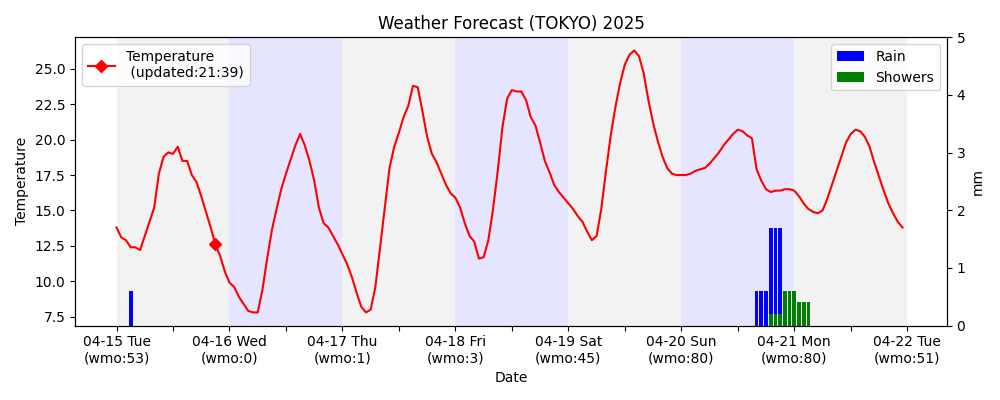 Weather Forecast (TOKYO) 2025
Temperature
(updated:21:39)
Rain
Showers
25.0
22.5
20.0
17.5
15.0
12.5
10.0
7.5
Temperature
5
4
3
2
1
0
mm
04-15 Tue
(wmo:53)
04-16 Wed
(wmo:0)
04-17 Thu
(wmo:1)
04-18 Fri
(wmo:3)
04-19 Sat
(wmo:45)
04-20 Sun
(wmo:80)
04-21 Mon
(wmo:80)
04-22 Tue
(wmo:51)
Date